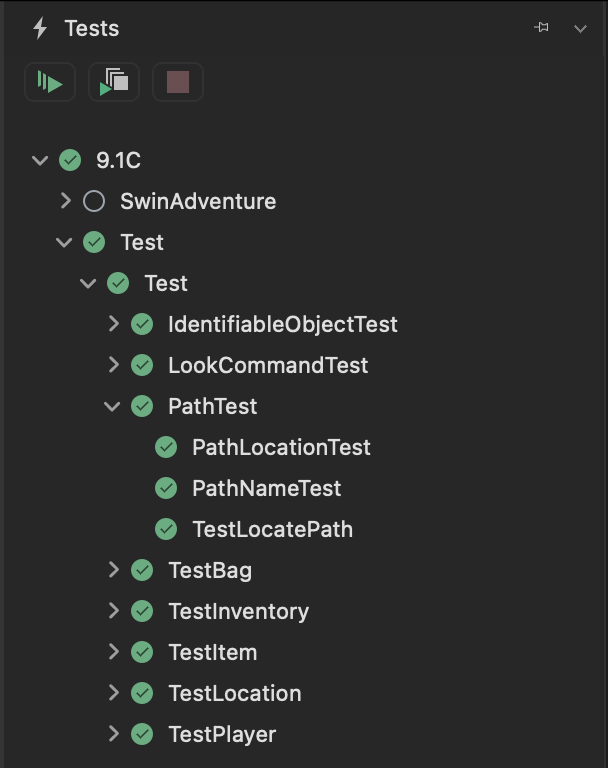 Tests
9.1C
SwinAdventure
Test
Test
IdentifiableObjectTest
LookCommandTest
PathTest
PathLocationTest
PathNameTest
TestLocatePath
TestBag
TestInventory
TestItem
TestLocation
TestPlayer